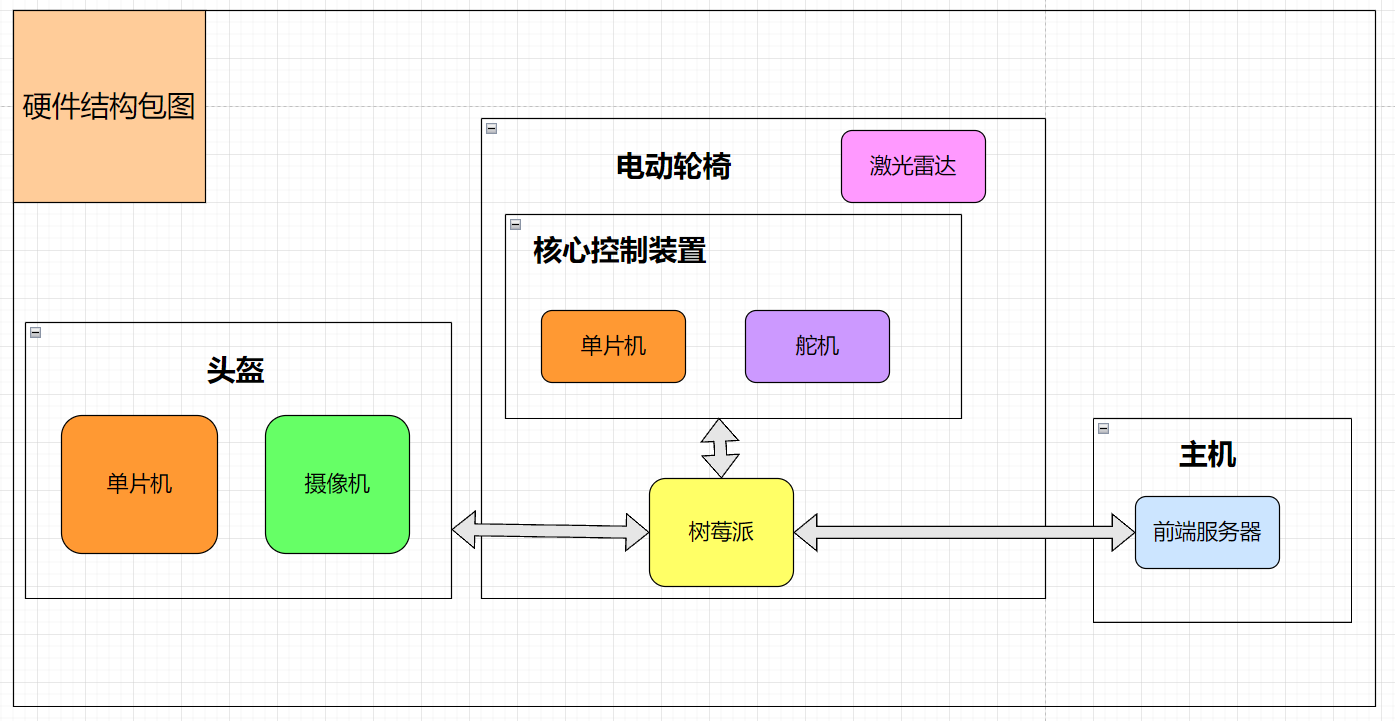 硬件结构包图
电动轮椅
激光雷达
核心控制装置
单片机
舵机
头盔
单片机
摄像机
树莓派
主机
前端服务器